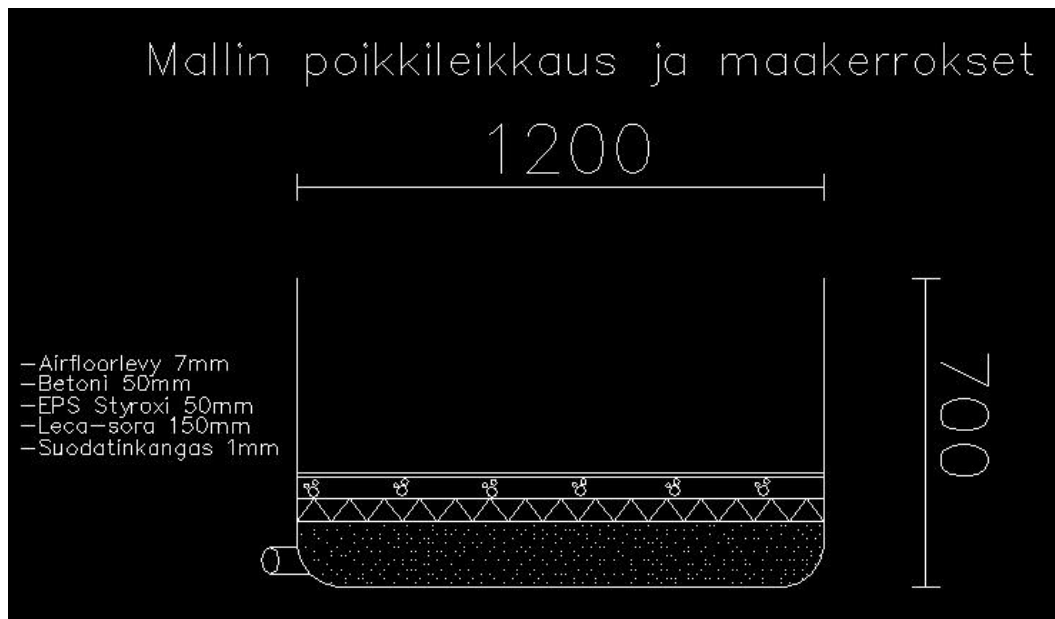 Mallin poikkileikkaus ja maakerrokset
1200
700
-Airfloorlevy 7mm
-Betoni 50mm
-EPS Styroxi 50mm
-Leca-sora 150mm
-Suodatinkangas 1mm